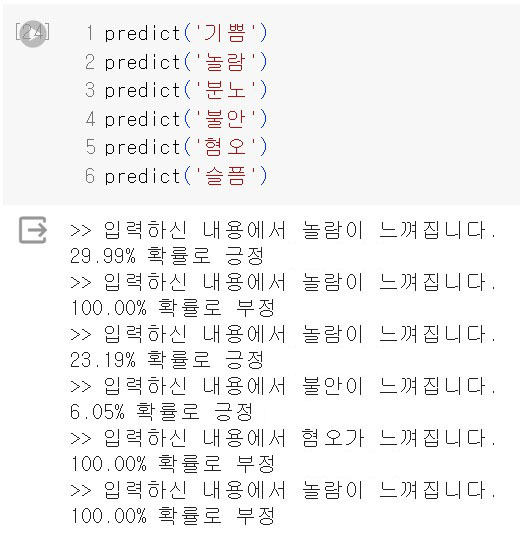 [24]
1 predict('기쁨')
2 predict('놀람')
3 predict('분노')
4 predict('불안')
5 predict('혐오')
6 predict('슬픔')
>> 입력하신 내용에서 놀람이 느껴집니다.
29.99% 확률로 긍정
>> 입력하신 내용에서 놀람이 느껴집니다.
100.00% 확률로 부정
>> 입력하신 내용에서 놀람이 느껴집니다.
23.19% 확률로 긍정
>> 입력하신 내용에서 불안이 느껴집니다.
6.05% 확률로 긍정
>> 입력하신 내용에서 혐오가 느껴집니다.
100.00% 확률로 부정
>> 입력하신 내용에서 놀람이 느껴집니다.
100.00% 확률로 부정